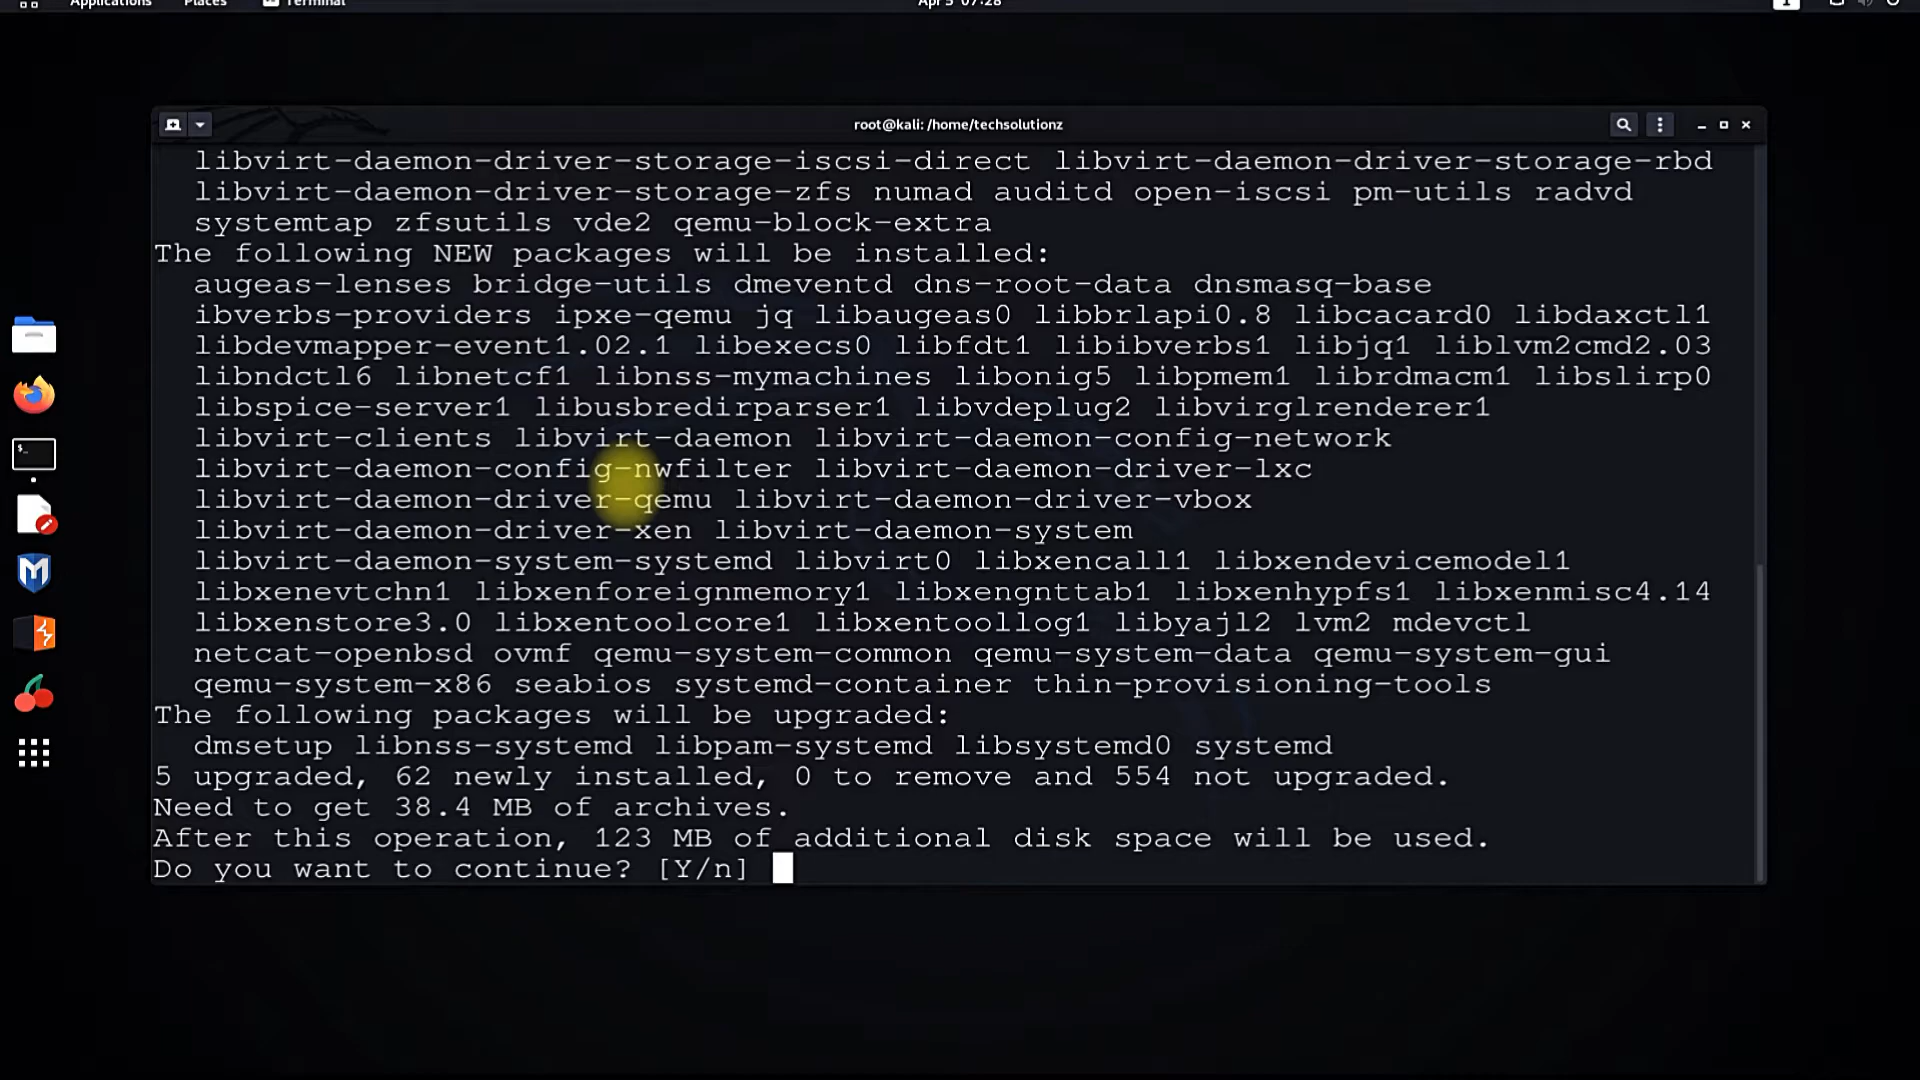 Applications Places Terminal Apr 5 07:28 1
root@kali: /home/techsolutionz
libvirt-daemon-driver-storage-iscsi-direct libvirt-daemon-driver-storage-rbd
libvirt-daemon-driver-storage-zfs numad auditd open-iscsi pm-utils radvd
systemtap zfsutils vde2 qemu-block-extra
The following NEW packages will be installed:
augeas-lenses bridge-utils dmeventd dns-root-data dnsmasq-base
ibverbs-providers ipxe-qemu jq libaugeas0 libbrlapi0.8 libcacard0 libdaxctl1
libdevmapper-event1.02.1 libexecs0 libfdt1 libibverbs1 libjq1 liblvm2cmd2.03
libndctl6 libnetcf1 libnss-mymachines libonig5 libpmem1 librdmacm1 libslirp0
libspice-server1 libusbredirparser1 libvdeplug2 libvirglrenderer1
libvirt-clients libvirt-daemon libvirt-daemon-config-network
libvirt-daemon-config-nwfilter libvirt-daemon-driver-lxc
libvirt-daemon-driver-qemu libvirt-daemon-driver-vbox
libvirt-daemon-driver-xen libvirt-daemon-system
libvirt-daemon-system-systemd libvirt0 libxencall1 libxendevicemodel1
libxenevtchn1 libxenforeignmemory1 libxengnttab1 libxenhypfs1 libxenmisc4.14
libxenstore3.0 libxentoolcore1 libxentoollog1 libyajl2 lvm2 mdevctl
netcat-openbsd ovmf qemu-system-common qemu-system-data qemu-system-gui
qemu-system-x86 seabios systemd-container thin-provisioning-tools
The following packages will be upgraded:
dmsetup libnss-systemd libpam-systemd libsystemd0 systemd
5 upgraded, 62 newly installed, 0 to remove and 554 not upgraded.
Need to get 38.4 MB of archives.
After this operation, 123 MB of additional disk space will be used.
Do you want to continue? [Y/n]